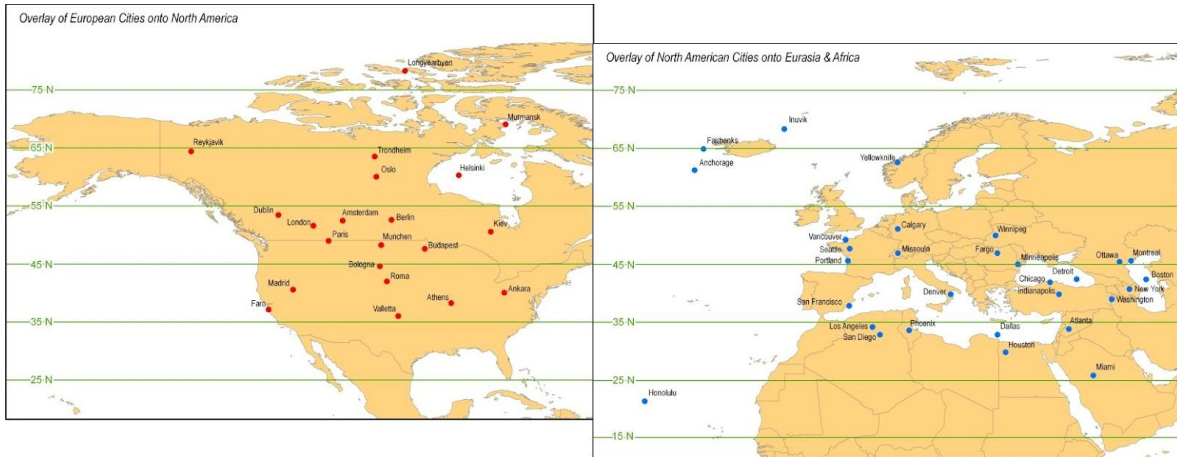 Overlay of European Cities onto North America
Longyearbyen
75°N
Murmansk
Reykjavik
65°N
Trondheim
Oslo
Helsinki
Dublin
55°N
Amsterdam
Berlin
London
Kiev
Paris
Munchen
Budapest
Bologna
45°N
Roma
Madrid
Ankara
Athens
Faro
Valletta
35°N
25°N
Overlay of North American Cities onto Eurasia & Africa
75°N
Inuvik
Fairbanks
65°N
Anchorage
Yellowknife
55°N
Calgary
Winnipeg
Vancouver
Seattle
Missoula
Fargo
Portland
Minneapolis
Ottawa
Montreal
45°N
Chicago
Detroit
Boston
Denver
Indianapolis
New York
Washington
San Francisco
35°N
Los Angeles
Phoenix
Dallas
Atlanta
San Diego
Houston
Miami
25°N
Honolulu
15°N